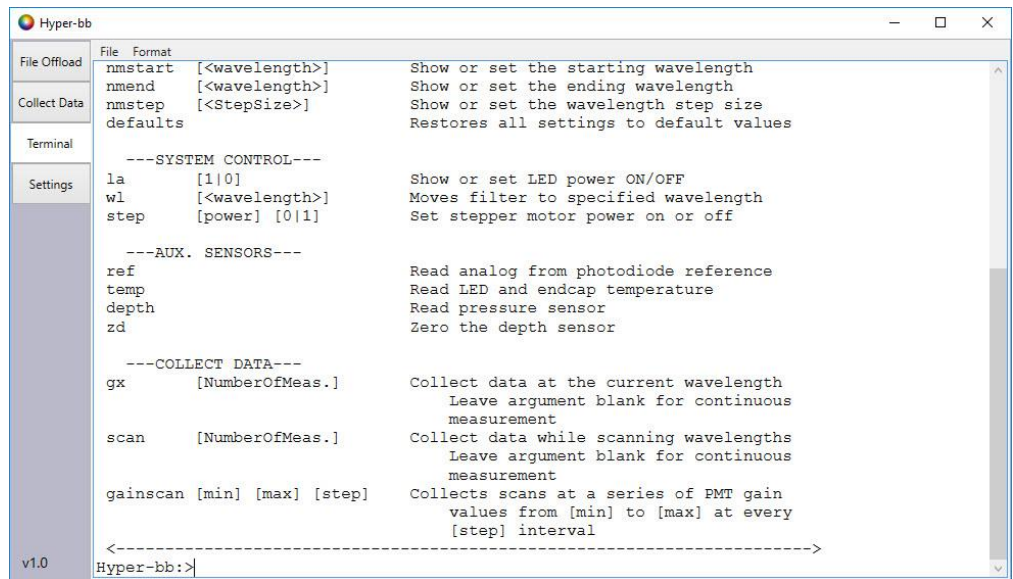 Hyper-bb
File Offload
Collect Data
Terminal
Settings
v1.0
File Format
nmstart [<wavelength>] Show or set the starting wavelength
nmend [<wavelength>] Show or set the ending wavelength
nmstep [<StepSize>] Show or set the wavelength step size
defaults Restores all settings to default values
---SYSTEM CONTROL---
la [1|0] Show or set LED power ON/OFF
wl [<wavelength>] Moves filter to specified wavelength
step [power] [0|1] Set stepper motor power on or off
---AUX. SENSORS---
ref Read analog from photodiode reference
temp Read LED and endcap temperature
depth Read pressure sensor
zd Zero the depth sensor
---COLLECT DATA---
gx [NumberOfMeas.] Collect data at the current wavelength
Leave argument blank for continuous
measurement
scan [NumberOfMeas.] Collect data while scanning wavelengths
Leave argument blank for continuous
measurement
gainscan [min] [max] [step] Collects scans at a series of PMT gain
values from [min] to [max] at every
[step] interval
<---------------------------------------------------------------------------->
Hyper-bb:>